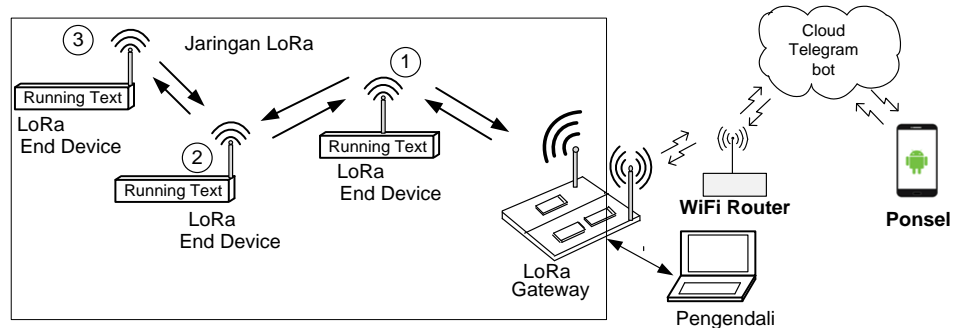 3
Jaringan LoRa
1
Cloud
Telegram
bot
Running Text
LoRa
End Device
2
Running Text
LoRa
End Device
Running Text
LoRa
End Device
WiFi Router
Ponsel
LoRa
Gateway
Pengendali